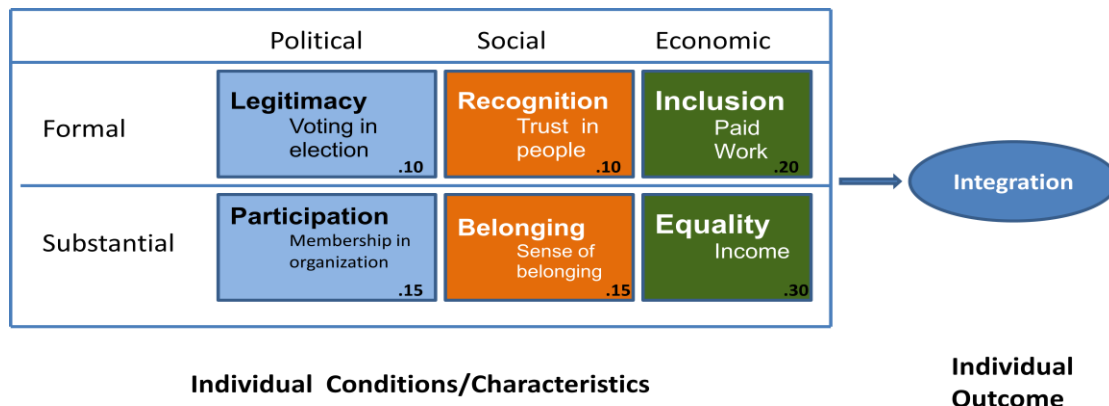 Political Social Economic
Formal
Legitimacy
Voting in
election
.10
Recognition
Trust in
people
.10
Inclusion
Paid
Work
.20
Substantial
Participation
Membership in
organization
.15
Belonging
Sense of
belonging
.15
Equality
Income
.30
Integration
Individual Conditions/Characteristics
Individual
Outcome